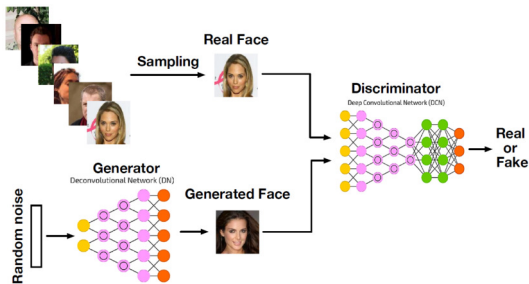 Real Face
Sampling
Discriminator
Deep Convolutional Network (DCN)
Real
or
Fake
Generator
Deconvolutional Network (DN)
Generated Face
Random noise